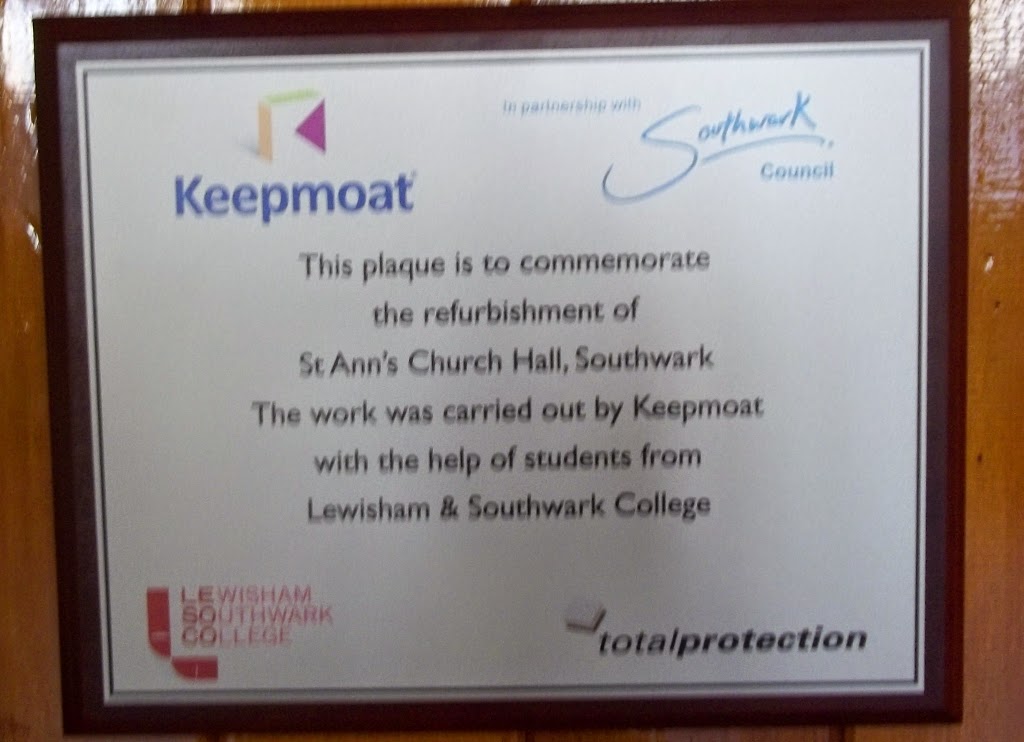 Keepmoat
In partnership with
Southwark
Council
This plaque is to commemorate
the refurbishment of
St Ann's Church Hall, Southwark
The work was carried out by Keepmoat
with the help of students from
Lewisham & Southwark College
LEWISHAM
SOUTHWARK
COLLEGE
totalprotection